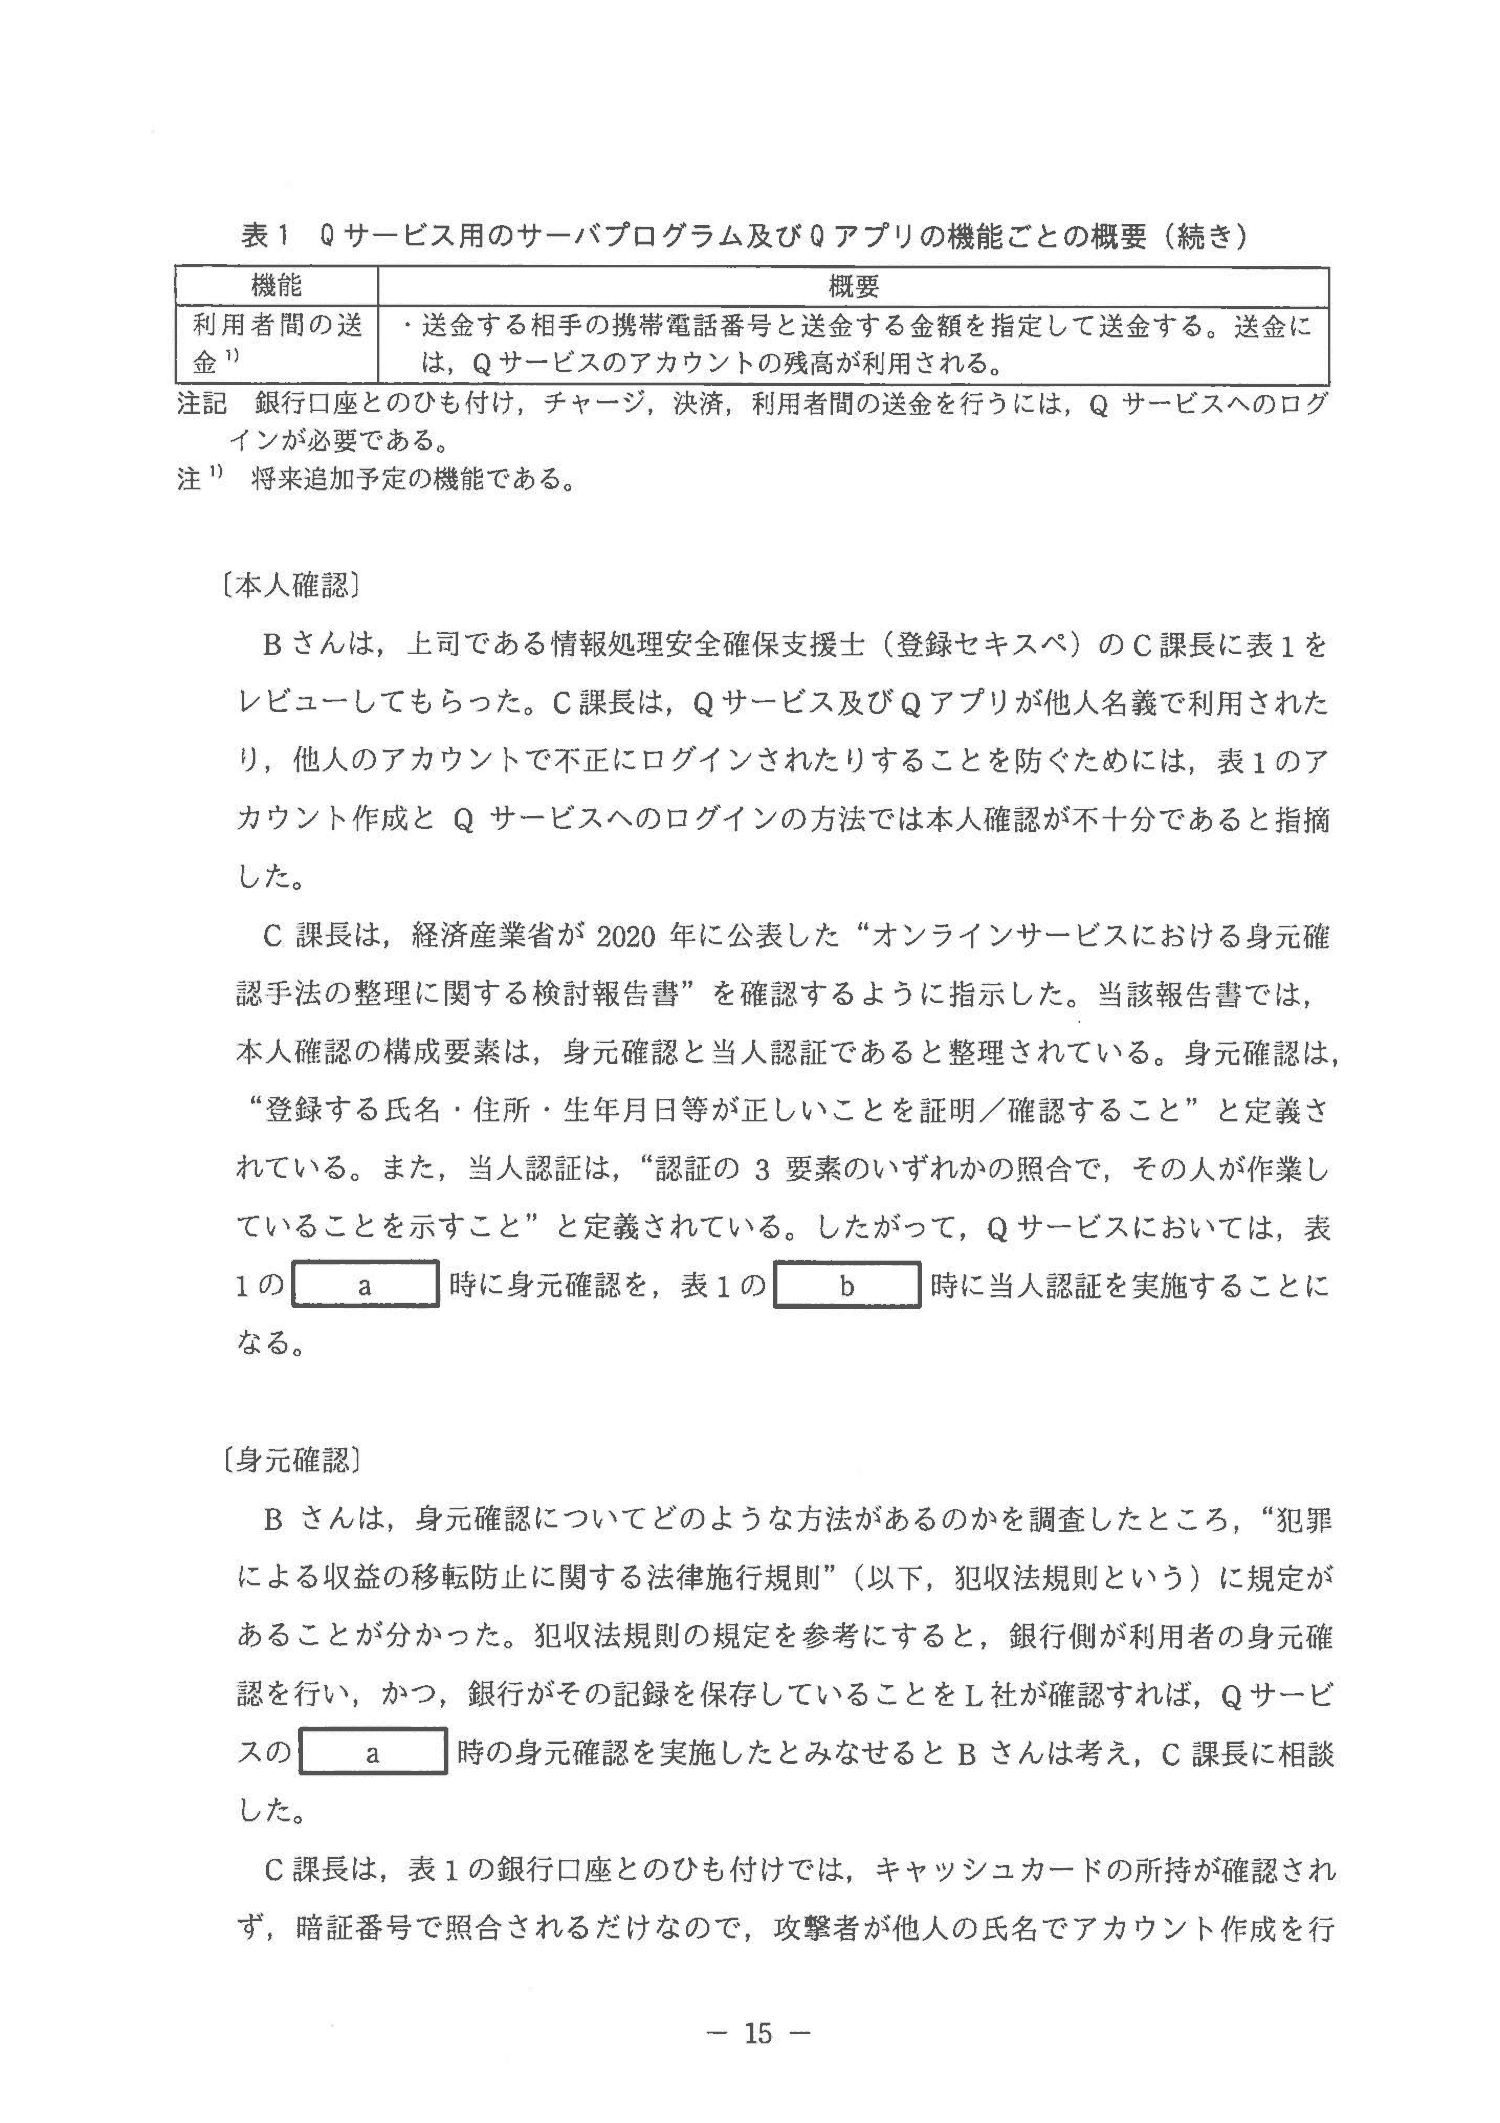 表1 Qサービス用のサーバプログラム及びQアプリの機能ごとの概要（続き）
機能 概要
利用者間の送 ・送金する相手の携帯電話番号と送金する金額を指定して送金する。送金に
金1) は，Qサービスのアカウントの残高が利用される。
注記 銀行口座とのひも付け，チャージ，決済，利用者間の送金を行うには，Q サービスへのログ
インが必要である。
注1) 将来追加予定の機能である。
〔本人確認〕
B さんは，上司である情報処理安全確保支援士（登録セキスペ）の C 課長に表 1 を
レビューしてもらった。C 課長は，Q サービス及び Q アプリが他人名義で利用された
り，他人のアカウントで不正にログインされたりすることを防ぐためには，表 1 のア
カウント作成と Q サービスへのログインの方法では本人確認が不十分であると指摘
した。
C 課長は，経済産業省が 2020 年に公表した“オンラインサービスにおける身元確
認手法の整理に関する検討報告書”を確認するように指示した。当該報告書では，
本人確認の構成要素は，身元確認と当人認証であると整理されている。身元確認は，
“登録する氏名・住所・生年月日等が正しいことを証明／確認すること”と定義さ
れている。また，当人認証は，“認証の 3 要素のいずれかの照合で，その人が作業し
ていることを示すこと”と定義されている。したがって，Q サービスにおいては，表
1 の a 時に身元確認を，表 1 の b 時に当人認証を実施することに
なる。
〔身元確認〕
B さんは，身元確認についてどのような方法があるのかを調査したところ，“犯罪
による収益の移転防止に関する法律施行規則”（以下，犯収法規則という）に規定が
あることが分かった。犯収法規則の規定を参考にすると，銀行側が利用者の身元確
認を行い，かつ，銀行がその記録を保存していることを L 社が確認すれば，Q サービ
スの a 時の身元確認を実施したとみなせると B さんは考え，C 課長に相談
した。
C 課長は，表 1 の銀行口座とのひも付けでは，キャッシュカードの所持が確認され
ず，暗証番号で照合されるだけなので，攻撃者が他人の氏名でアカウント作成を行
― 15 ―